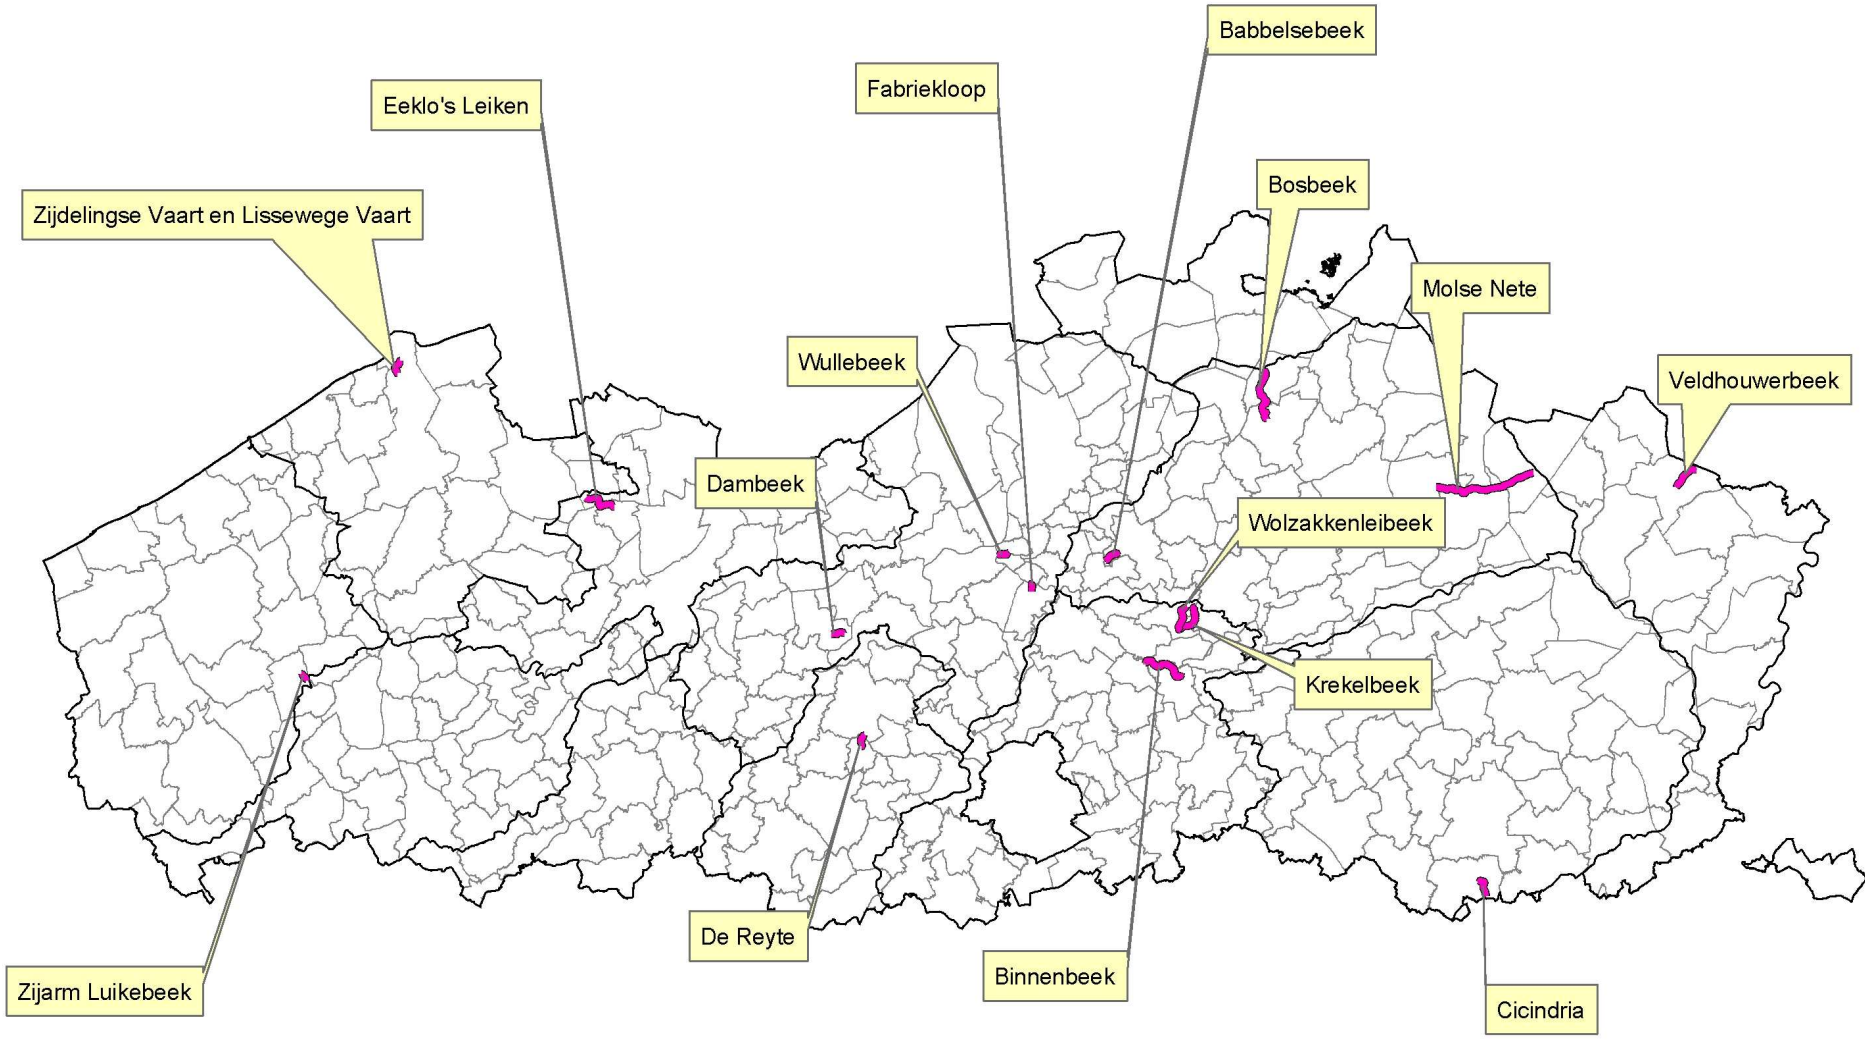 Babbelsebeek
Fabriekloop
Eeklo's Leiken
Bosbeek
Zijdelingse Vaart en Lissewege Vaart
Molse Nete
Wullebeek
Veldhouwerbeek
Dambeek
Wolzakkenleibeek
Krekelbeek
De Reyte
Binnenbeek
Zijarm Luikebeek
Cicindria